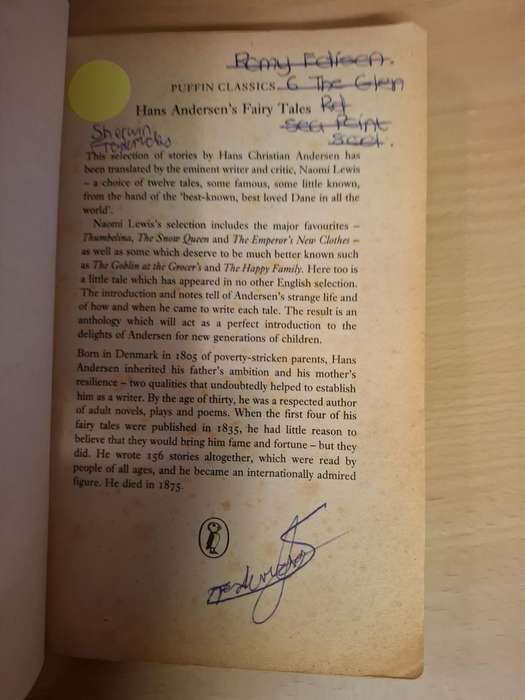 PUFFIN CLASSICS 6 The Glen
Hans Andersen's Fairy Tales
Sea Point
Sherwin
This selection of stories by Hans Christian Andersen has
been translated by the eminent writer and critic, Naomi Lewis
– a choice of twelve tales, some famous, some little known,
from the hand of the 'best-known, best loved Dane in all the
world'.
Naomi Lewis's selection includes the major favourites –
Thumbelina, The Snow Queen and The Emperor's New Clothes –
as well as some which deserve to be much better known such
as The Goblin at the Grocer's and The Happy Family. Here too is
a little tale which has appeared in no other English selection.
The introduction and notes tell of Andersen's strange life and
of how and when he came to write each tale. The result is an
anthology which will act as a perfect introduction to the
delights of Andersen for new generations of children.
Born in Denmark in 1805 of poverty-stricken parents, Hans
Andersen inherited his father's ambition and his mother's
resilience – two qualities that undoubtedly helped to establish
him as a writer. By the age of thirty, he was a respected author
of adult novels, plays and poems. When the first four of his
fairy tales were published in 1835, he had little reason to
believe that they would bring him fame and fortune – but they
did. He wrote 156 stories altogether, which were read by
people of all ages, and he became an internationally admired
figure. He died in 1875.